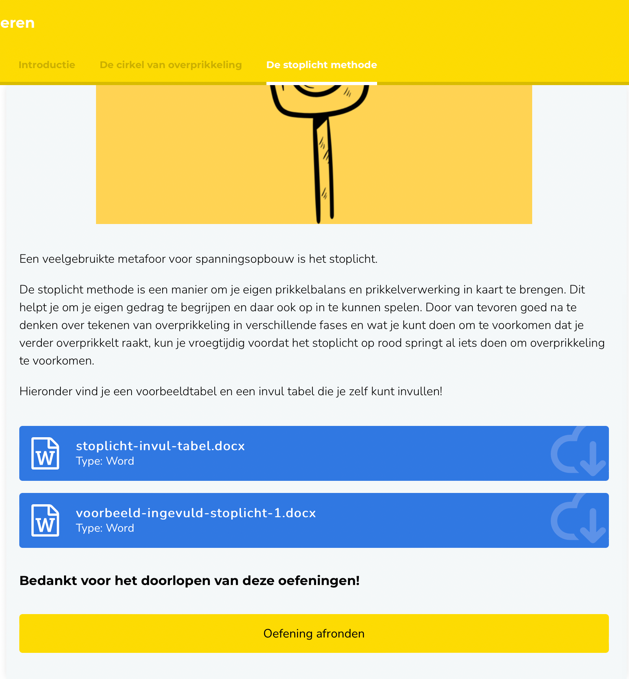 eren
Introductie
De cirkel van overprikkeling
De stoplicht methode
Een veelgebruikte metafoor voor spanningsopbouw is het stoplicht.
De stoplicht methode is een manier om je eigen prikkelbalans en prikkelverwerking in kaart te brengen. Dit
helpt je om je eigen gedrag te begrijpen en daar ook op in te kunnen spelen. Door van tevoren goed na te
denken over tekenen van overprikkeling in verschillende fases en wat je kunt doen om te voorkomen dat je
verder overprikkelt raakt, kun je vroegtijdig voordat het stoplicht op rood springt al iets doen om overprikkeling
te voorkomen.
Hieronder vind je een voorbeeldtabel en een invul tabel die je zelf kunt invullen!
stoplicht-invul-tabel.docx
Type: Word
voorbeeld-ingevuld-stoplicht-1.docx
Type: Word
Bedankt voor het doorlopen van deze oefeningen!
Oefening afronden